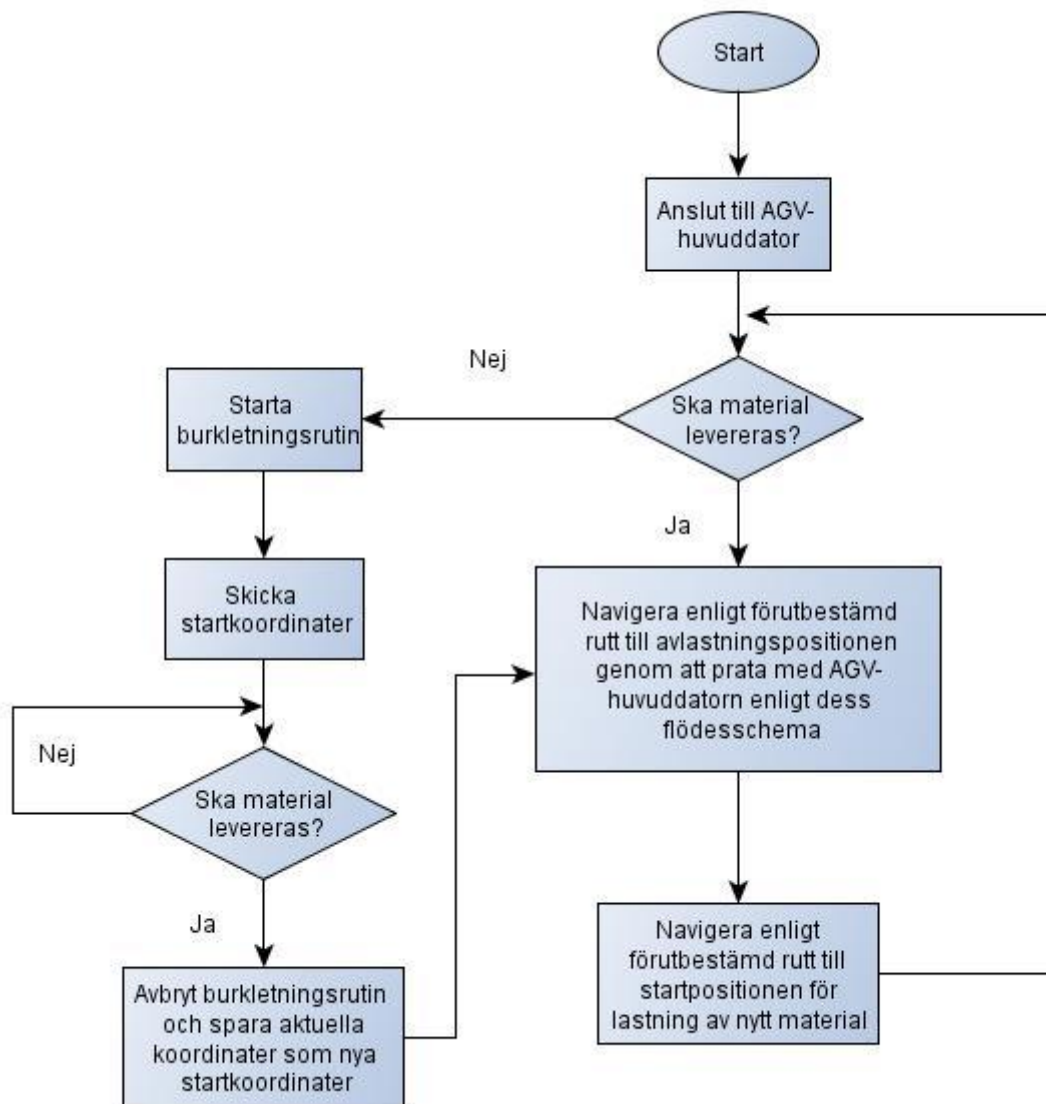 Start
Anslut till AGV-
huvuddator
Ska material
levereras?
Nej
Starta
burkletningsrutin
Skicka
startkoordinater
Nej
Ska material
levereras?
Ja
Avbryt burkletningsrutin
och spara aktuella
koordinater som nya
startkoordinater
Ja
Navigera enligt förutbestämd
rutt till avlastningspositionen
genom att prata med AGV-
huvuddatorn enligt dess
flödesschema
Navigera enligt
förutbestämd rutt till
startpositionen för
lastning av nytt material